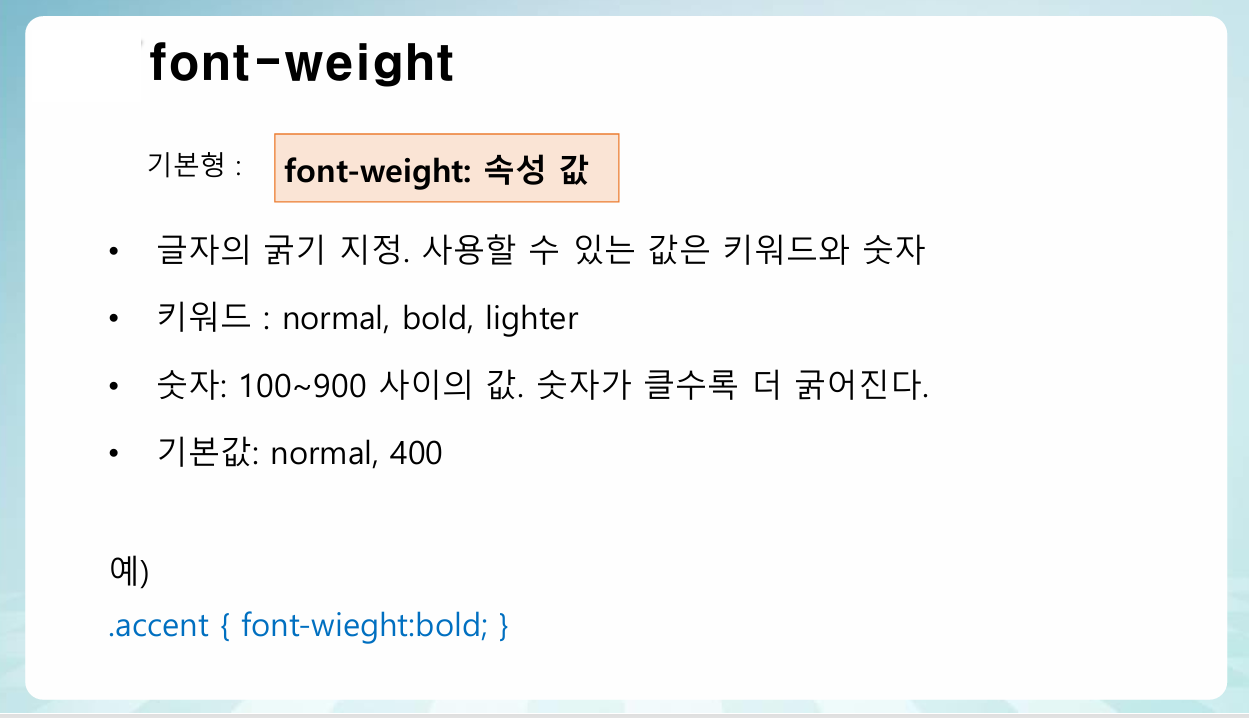 font-weight
기본형 :
font-weight: 속성 값
• 글자의 굵기 지정. 사용할 수 있는 값은 키워드와 숫자
• 키워드 : normal, bold, lighter
• 숫자: 100~900 사이의 값. 숫자가 클수록 더 굵어진다.
• 기본값: normal, 400
예)
.accent { font-wieght:bold; }